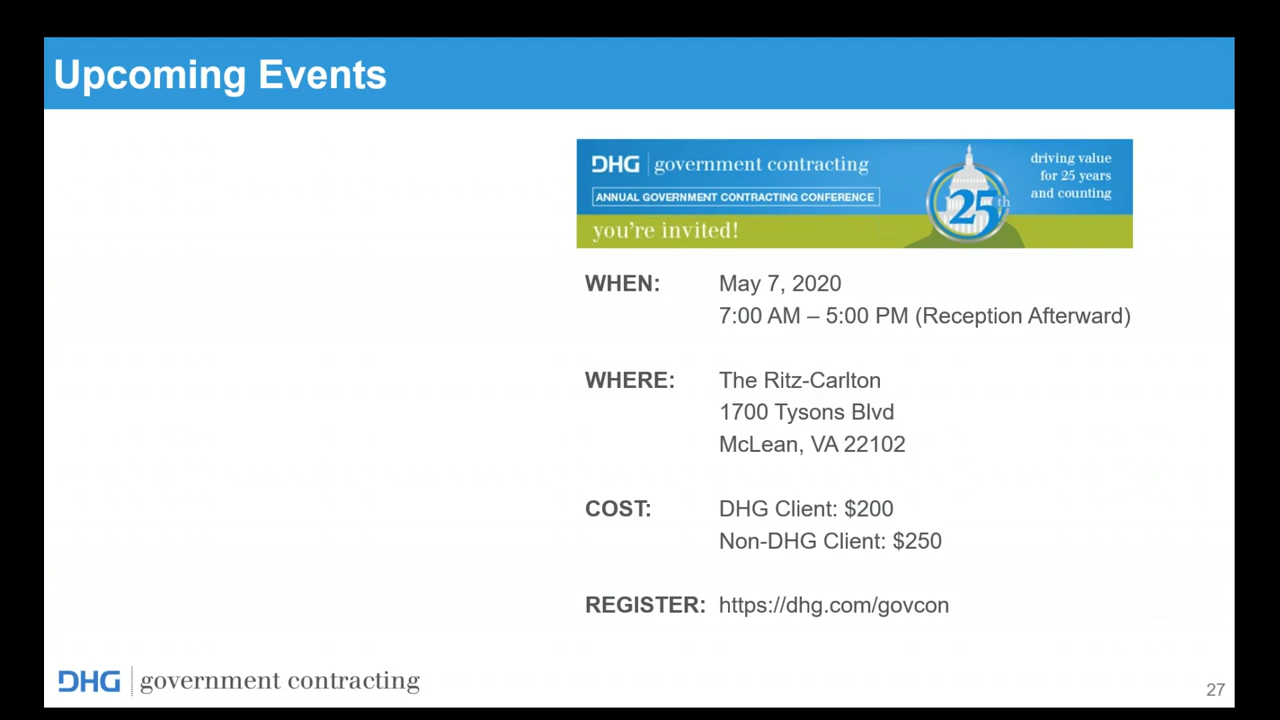 Upcoming Events
DHG government contracting
driving value
for 25 years
and counting
ANNUAL GOVERNMENT CONTRACTING CONFERENCE
25th
you're invited!
WHEN: May 7, 2020
7:00 AM – 5:00 PM (Reception Afterward)
WHERE: The Ritz-Carlton
1700 Tysons Blvd
McLean, VA 22102
COST: DHG Client: $200
Non-DHG Client: $250
REGISTER: https://dhg.com/govcon
DHG government contracting
27